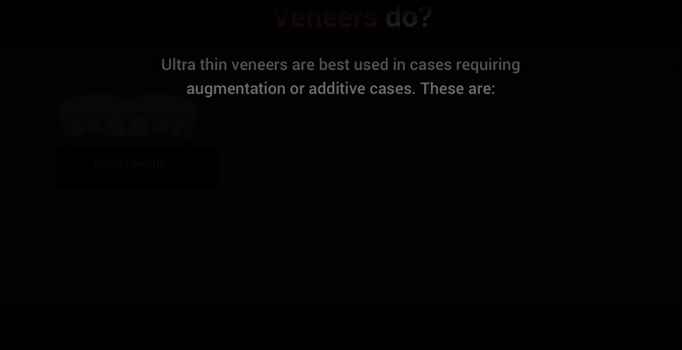 Veneers do?
Ultra thin veneers are best used in cases requiring
augmentation or additive cases. These are: